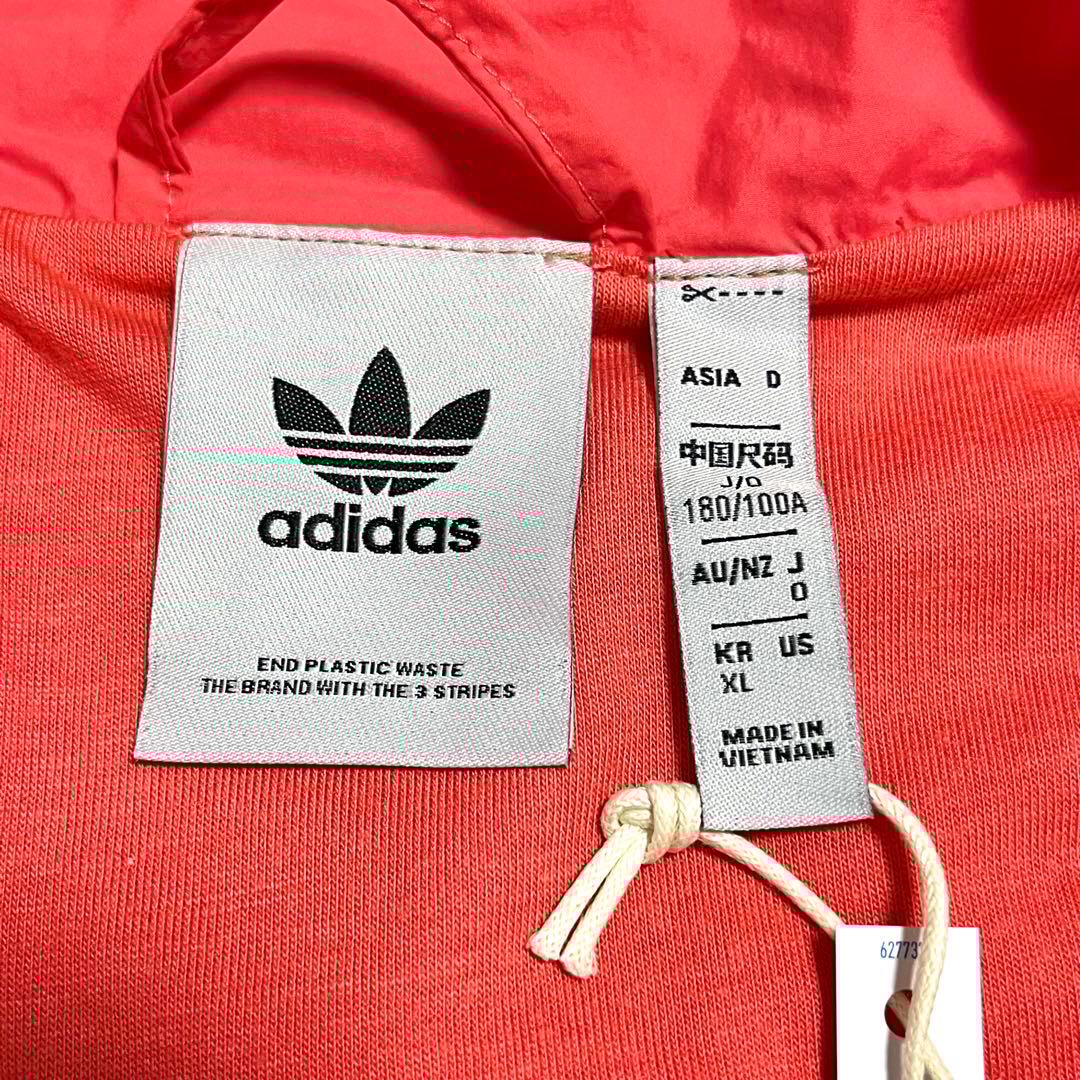 adidas
END PLASTIC WASTE
THE BRAND WITH THE 3 STRIPES
ASIA D
中国尺码
J/O
180/100A
AU/NZ J
O
KR US
XL
MADE IN
VIETNAM